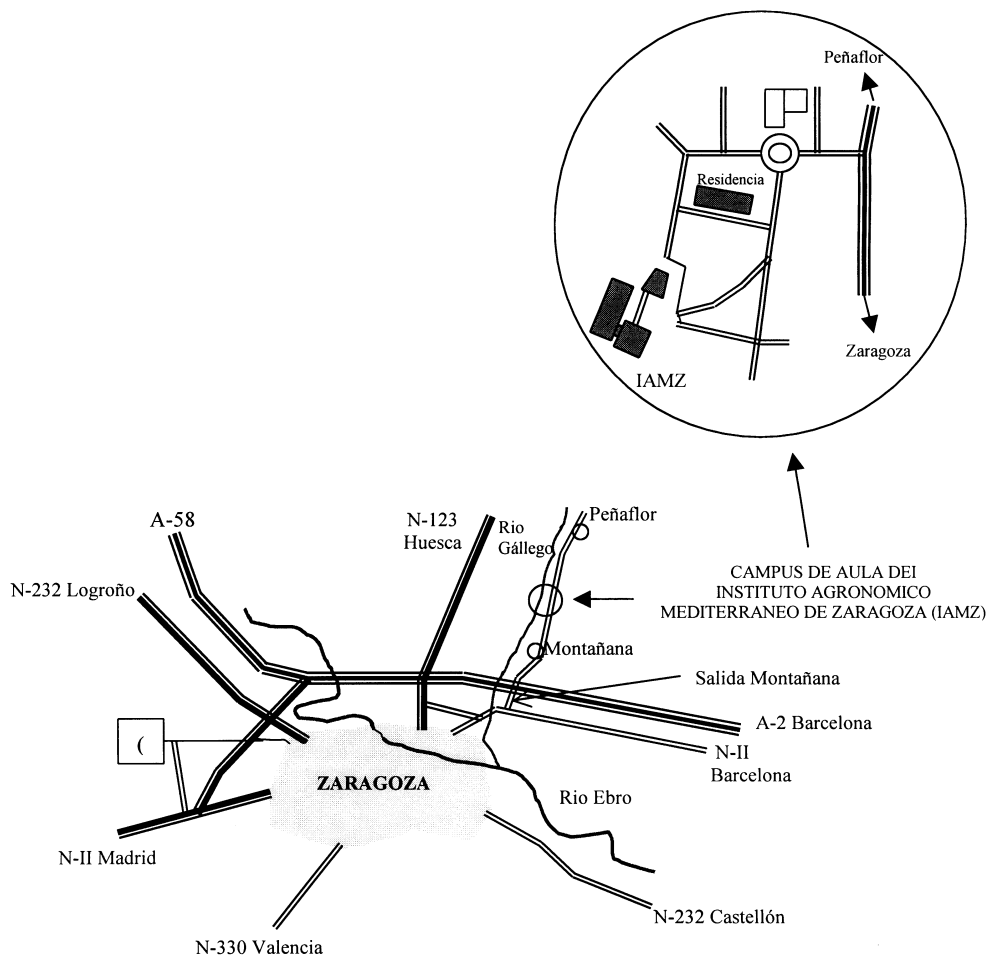 Peñaflor
Residencia
Zaragoza
IAMZ
A-58
N-123
Huesca
Rio
Gállego
Peñaflor
N-232 Logroño
CAMPUS DE AULA DEI
INSTITUTO AGRONOMICO
MEDITERRANEO DE ZARAGOZA (IAMZ)
Montañana
Salida Montañana
A-2 Barcelona
(
N-II
Barcelona
ZARAGOZA
Rio Ebro
N-II Madrid
N-232 Castellón
N-330 Valencia